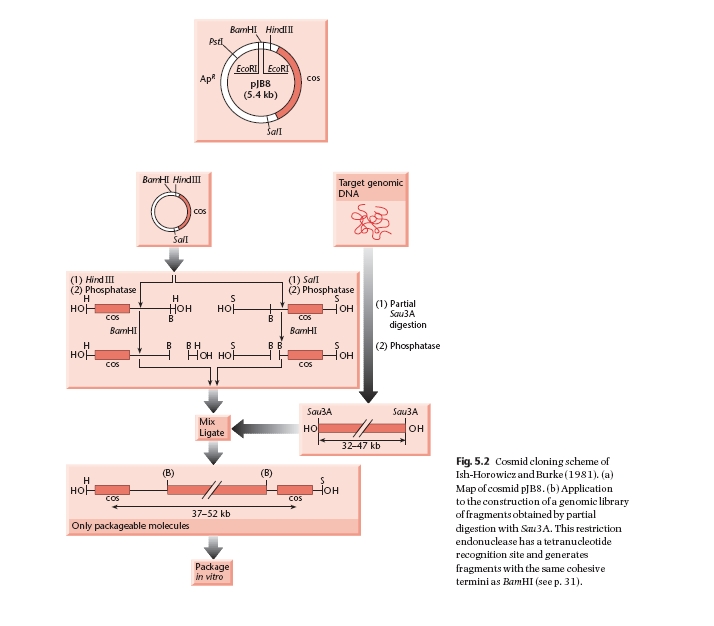 BamHI HindIII
PstI
EcoRI EcoRI
ApR cos
pJB8
(5.4 kb)
SalI
BamHI HindIII
cos
SalI
Target genomic
DNA
(1) HindIII
(2) Phosphatase
H H
HO OH
cos B
BamHI
H B B H
HO OH
cos
(1) SalI
(2) Phosphatase
S S
HO OH
B cos
BamHI
S B B S
HO OH
cos
(1) Partial
Sau3A
digestion
(2) Phosphatase
Sau3A Sau3A
HO OH
32–47 kb
Mix
Ligate
H (B) (B) S
HO OH
cos cos
37–52 kb
Only packageable molecules
Package
in vitro
Fig. 5.2 Cosmid cloning scheme of
Ish-Horowicz and Burke (1981). (a)
Map of cosmid pJB8. (b) Application
to the construction of a genomic library
of fragments obtained by partial
digestion with Sau3A. This restriction
endonuclease has a tetranucleotide
recognition site and generates
fragments with the same cohesive
termini as BamHI (see p. 31).